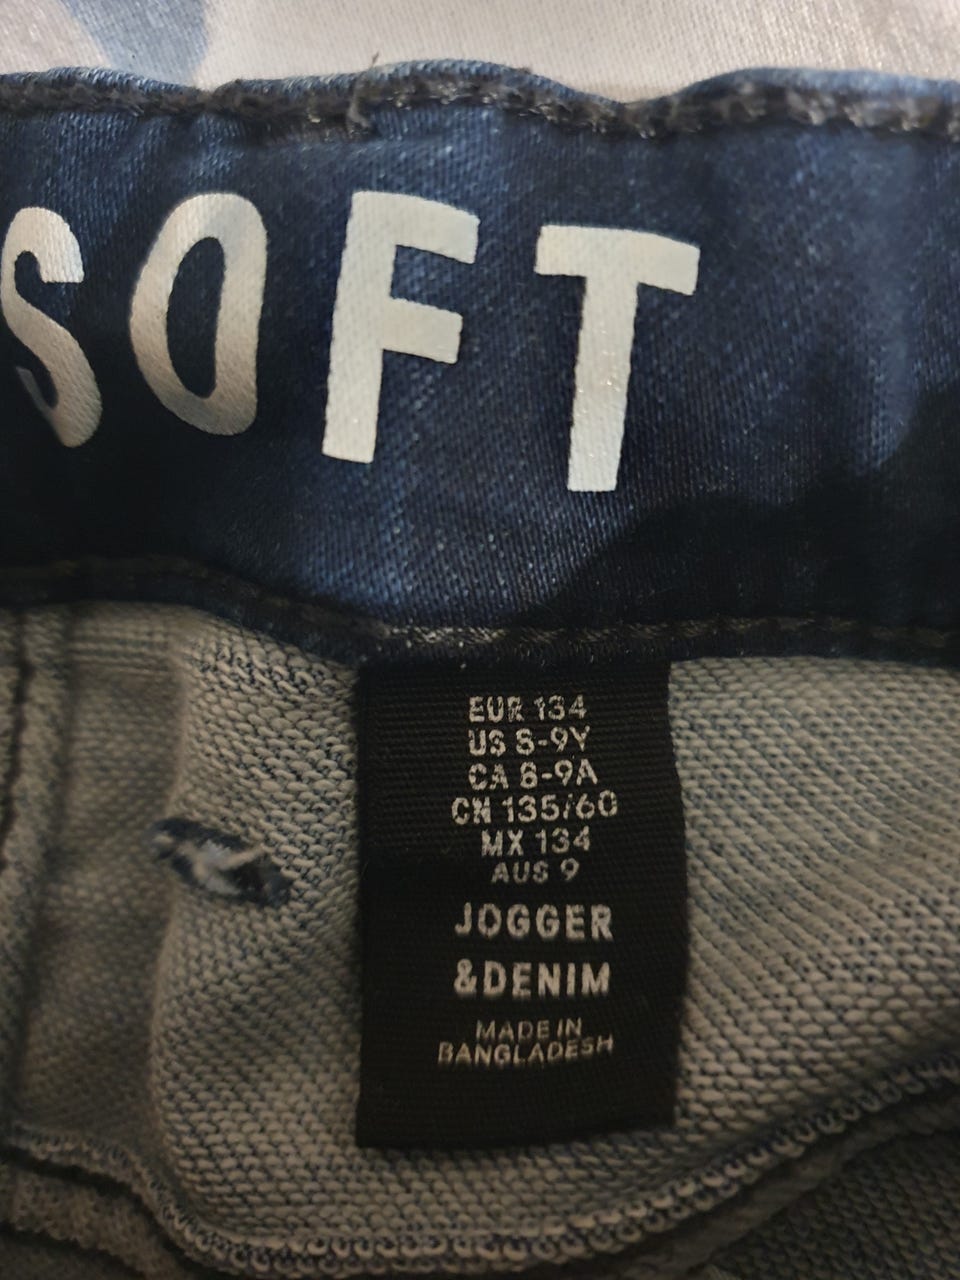 SOFT
EUR 134
US 8-9Y
CA 8-9A
CN 135/60
MX 134
AUS 9
JOGGER
&DENIM
MADE IN
BANGLADESH